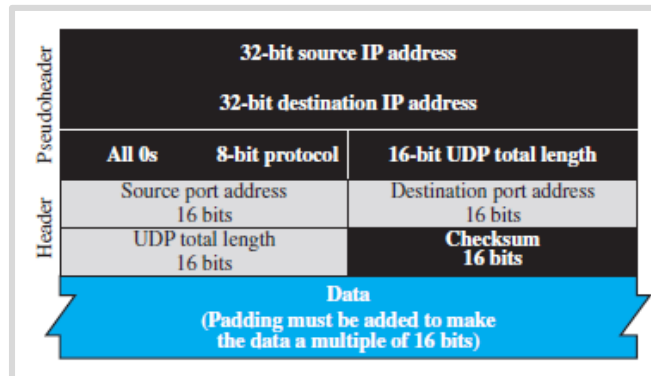 Pseudoheader
32-bit source IP address
32-bit destination IP address
All 0s 8-bit protocol 16-bit UDP total length
Header
Source port address Destination port address
16 bits 16 bits
UDP total length Checksum
16 bits 16 bits
Data
(Padding must be added to make
the data a multiple of 16 bits)